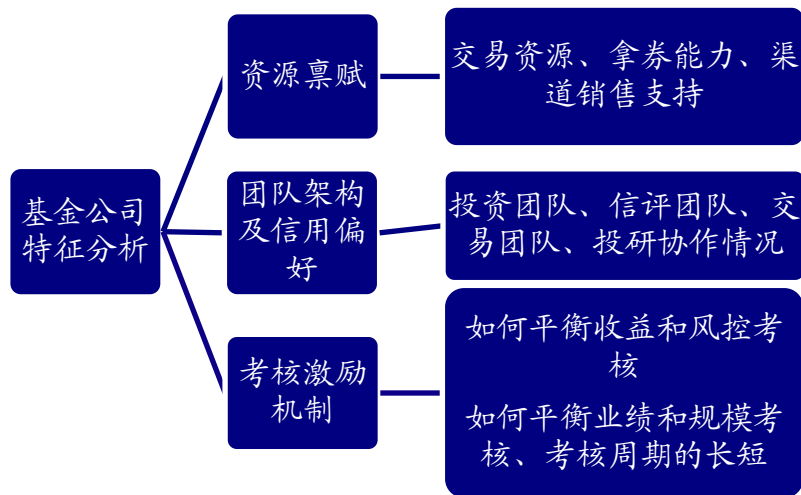 基金公司
特征分析
资源禀赋
交易资源、拿券能力、渠
道销售支持
团队架构
及信用偏
好
投资团队、信评团队、交
易团队、投研协作情况
考核激励
机制
如何平衡收益和风控考
核
如何平衡业绩和规模考
核、考核周期的长短